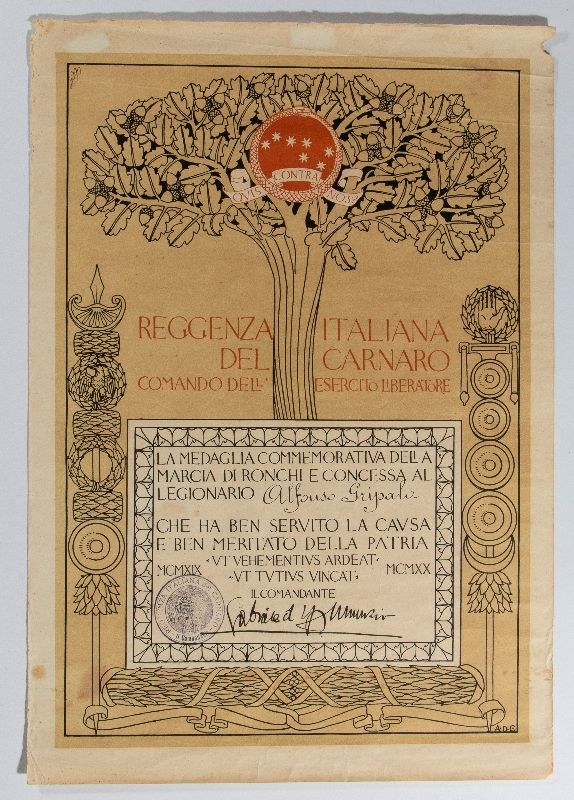 QVIS CONTRA NOS?
REGGENZA ITALIANA
DEL CARNARO
COMANDO DELL' ESERCITO LIBERATORE
LA MEDAGLIA COMMEMORATIVA DELLA
MARCIA DI RONCHI E CONCESSA AL
LEGIONARIO Alfonso
CHE HA BEN SERVITO LA CAVSA
E BEN MERITATO DELLA PATRIA
·VT VEHEMENTIVS ARDEAT·
MCMXIX ·VT TVTIVS VINCAT· MCMXX
IL COMANDANTE
Gabriele d'Annunzio
A·D·C